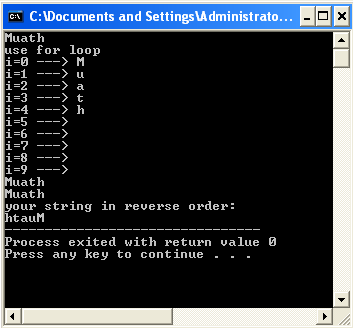 C:\Documents and Settings\Administrato...
Muath
use for loop
i=0 ---> M
i=1 ---> u
i=2 ---> a
i=3 ---> t
i=4 ---> h
i=5 --->
i=6 --->
i=7 --->
i=8 --->
i=9 --->
Muath
Muath
your string in reverse order:
htauM
--------------------------------
Process exited with return value 0
Press any key to continue . . .